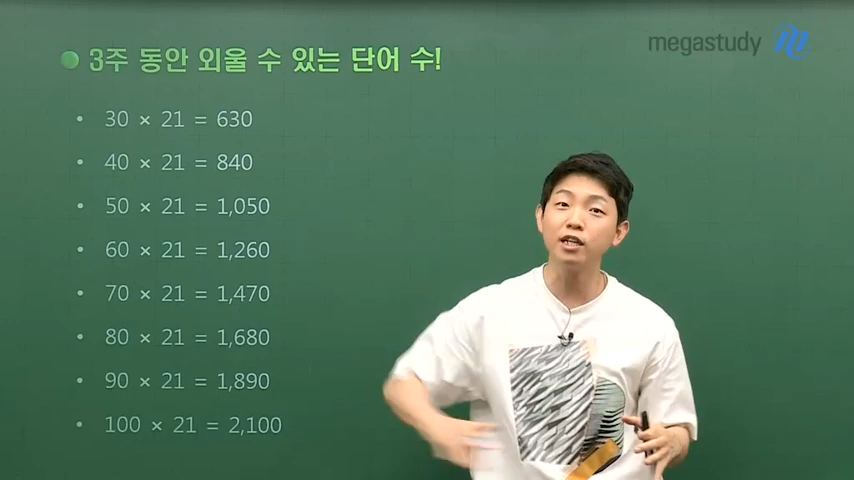 megastudy
3주 동안 외울 수 있는 단어 수!
• 30 × 21 = 630
• 40 × 21 = 840
• 50 × 21 = 1,050
• 60 × 21 = 1,260
• 70 × 21 = 1,470
• 80 × 21 = 1,680
• 90 × 21 = 1,890
• 100 × 21 = 2,100